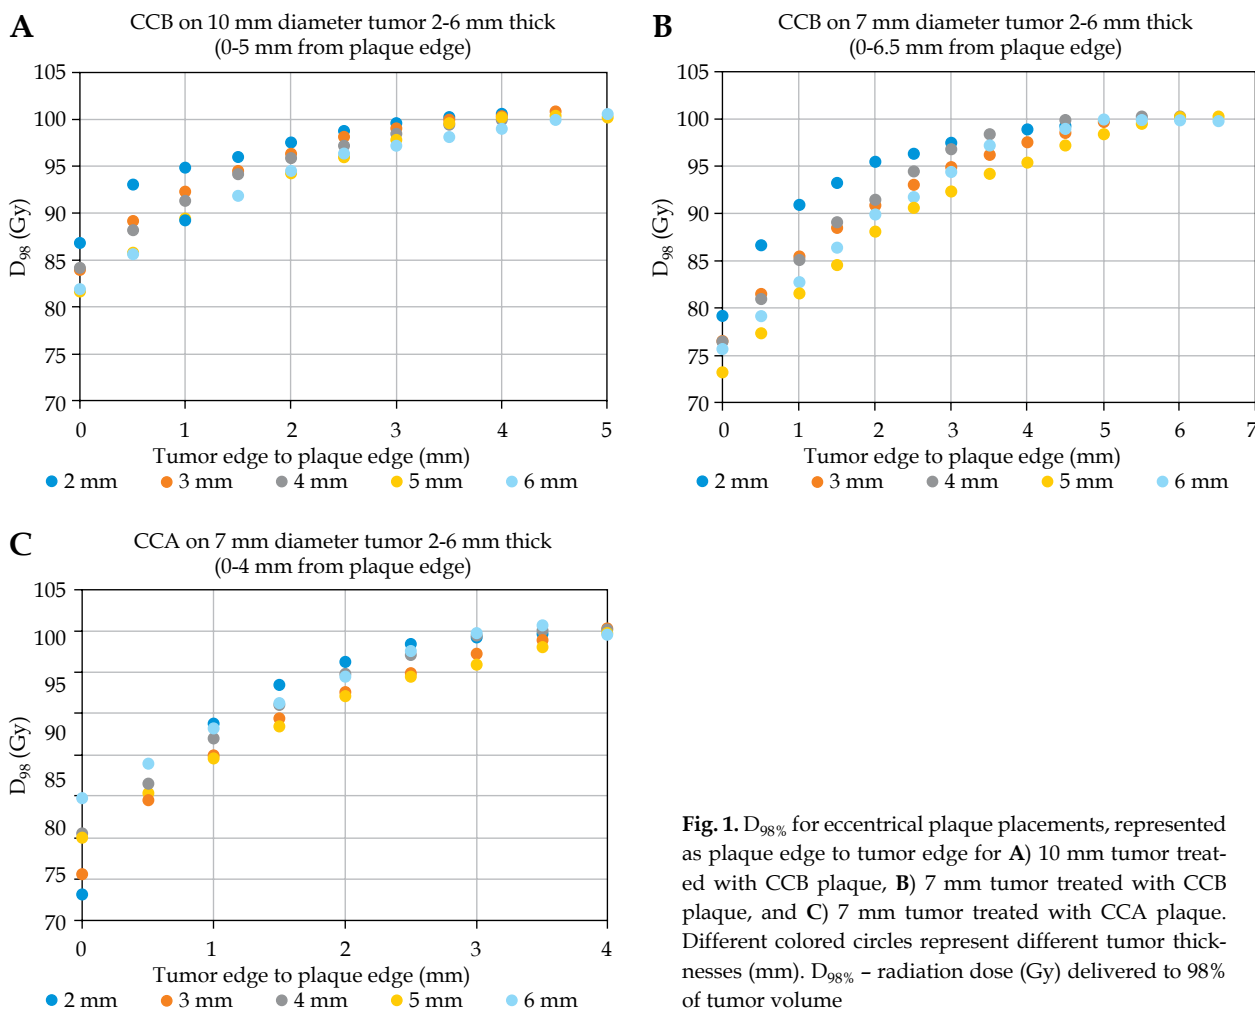 A
CCB on 10 mm diameter tumor 2-6 mm thick
(0-5 mm from plaque edge)
105
100
95
90
85
80
75
70
D98 (Gy)
0 1 2 3 4 5
Tumor edge to plaque edge (mm)
2 mm 3 mm 4 mm 5 mm 6 mm
B
CCB on 7 mm diameter tumor 2-6 mm thick
(0-6.5 mm from plaque edge)
105
100
95
90
85
80
75
70
D98 (Gy)
0 1 2 3 4 5 6 7
Tumor edge to plaque edge (mm)
2 mm 3 mm 4 mm 5 mm 6 mm
C
CCA on 7 mm diameter tumor 2-6 mm thick
(0-4 mm from plaque edge)
105
100
95
90
85
80
75
70
D98 (Gy)
0 1 2 3 4
Tumor edge to plaque edge (mm)
2 mm 3 mm 4 mm 5 mm 6 mm
Fig. 1. D98% for eccentrical plaque placements, represented
as plaque edge to tumor edge for A) 10 mm tumor treat-
ed with CCB plaque, B) 7 mm tumor treated with CCB
plaque, and C) 7 mm tumor treated with CCA plaque.
Different colored circles represent different tumor thick-
nesses (mm). D98% – radiation dose (Gy) delivered to 98%
of tumor volume